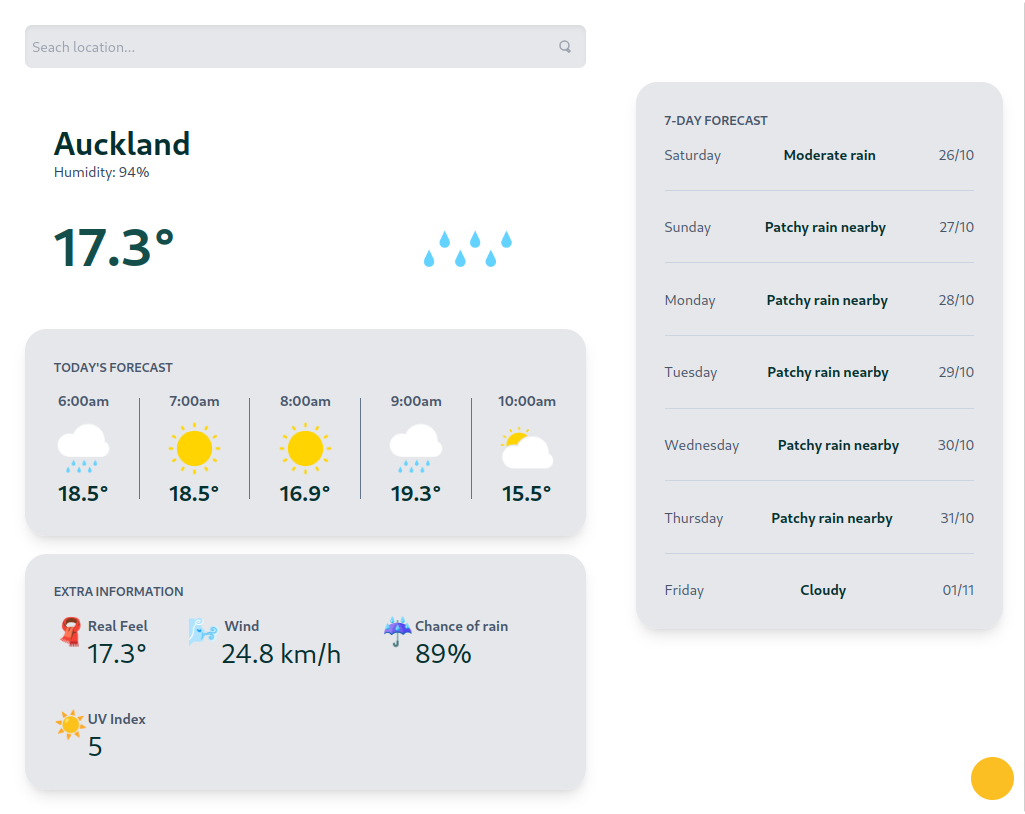 Seach location...
Auckland
Humidity: 94%
17.3°
TODAY'S FORECAST
6:00am 7:00am 8:00am 9:00am 10:00am
18.5° 18.5° 16.9° 19.3° 15.5°
EXTRA INFORMATION
Real Feel Wind Chance of rain
17.3° 24.8 km/h 89%
UV Index
5
7-DAY FORECAST
Saturday Moderate rain 26/10
Sunday Patchy rain nearby 27/10
Monday Patchy rain nearby 28/10
Tuesday Patchy rain nearby 29/10
Wednesday Patchy rain nearby 30/10
Thursday Patchy rain nearby 31/10
Friday Cloudy 01/11